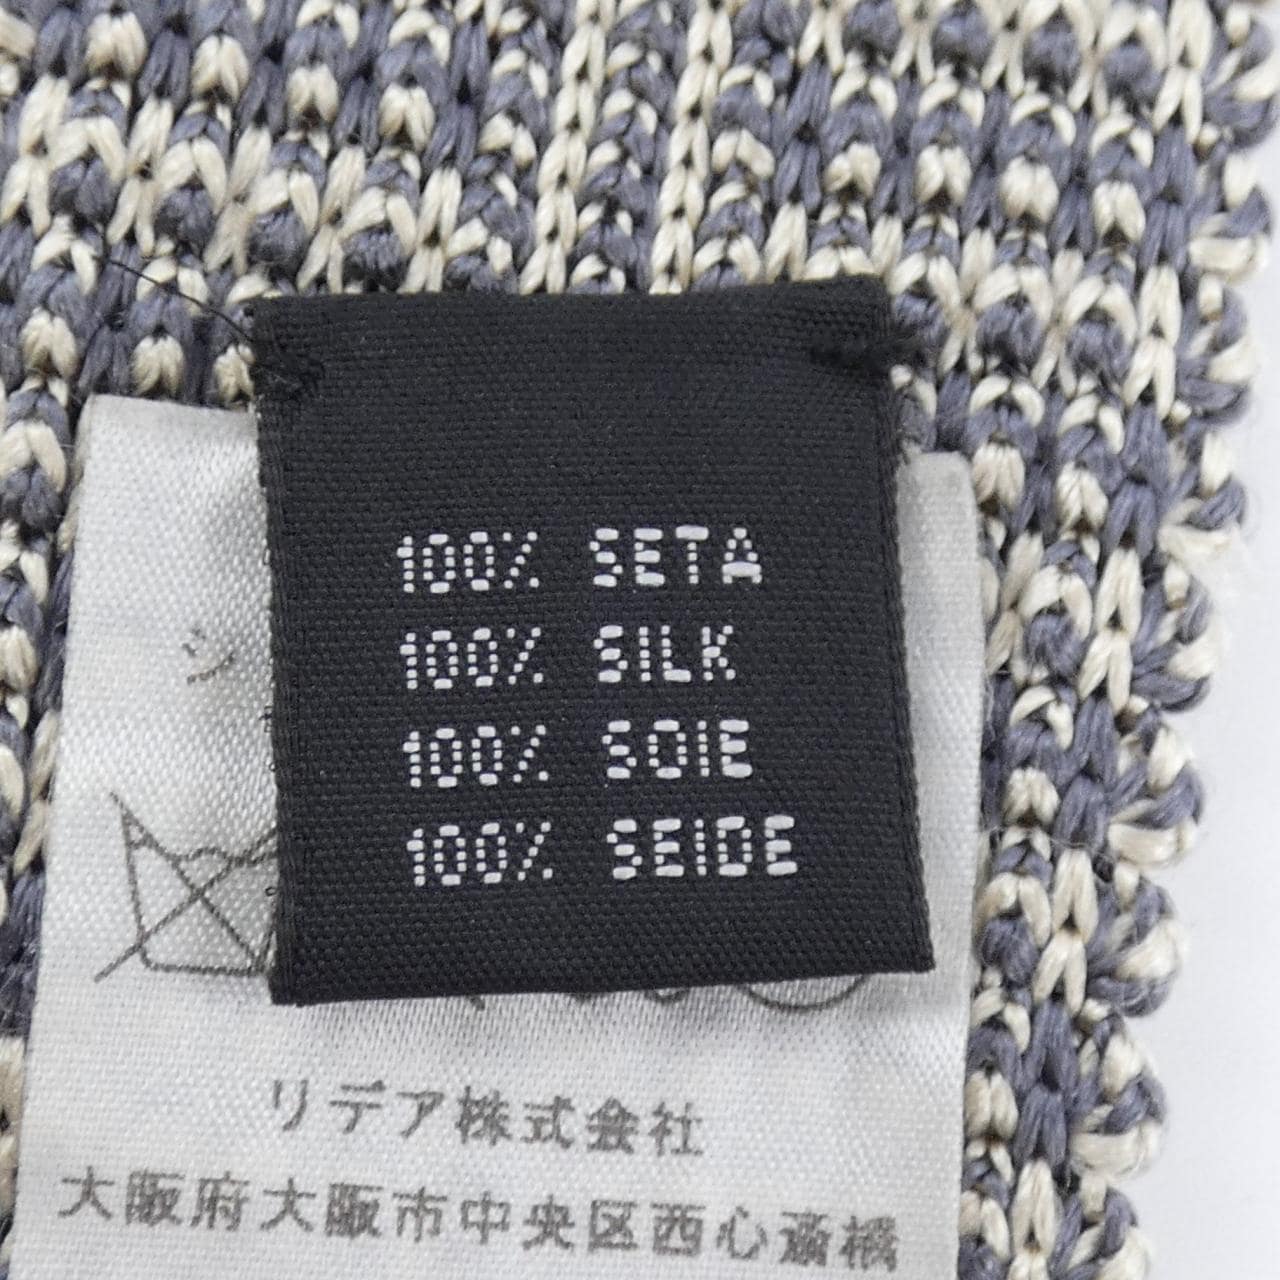 100% SETA
100% SILK
100% SOIE
100% SEIDE
リデア株式会社
大阪府大阪市中央区西心斎橋